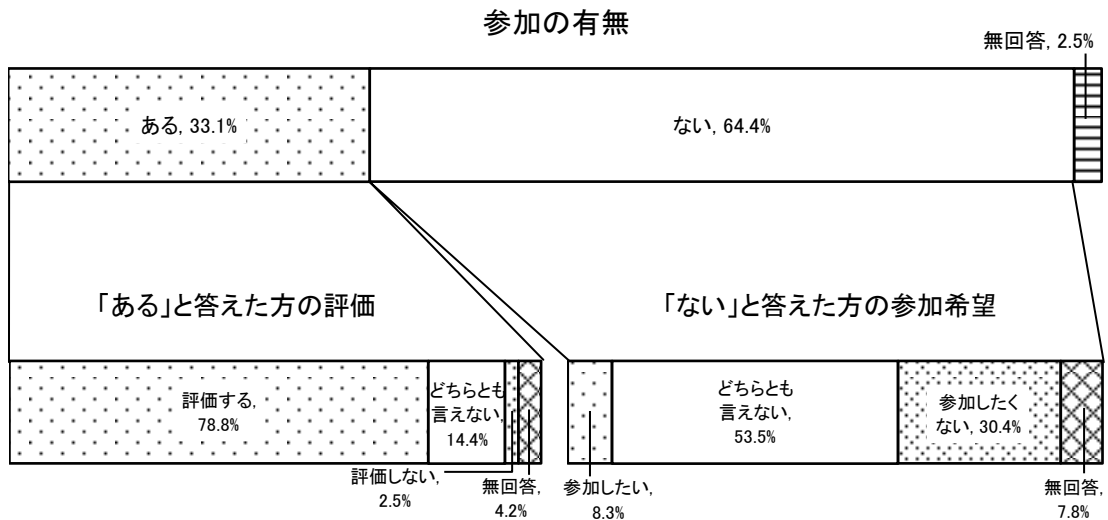 参加の有無
無回答, 2.5%
ある, 33.1%
ない, 64.4%
「ある」と答えた方の評価
「ない」と答えた方の参加希望
評価する,
78.8%
どちらとも
言えない,
14.4%
評価しない,
2.5%
無回答,
4.2%
参加したい,
8.3%
どちらとも
言えない,
53.5%
参加したく
ない, 30.4%
無回答,
7.8%